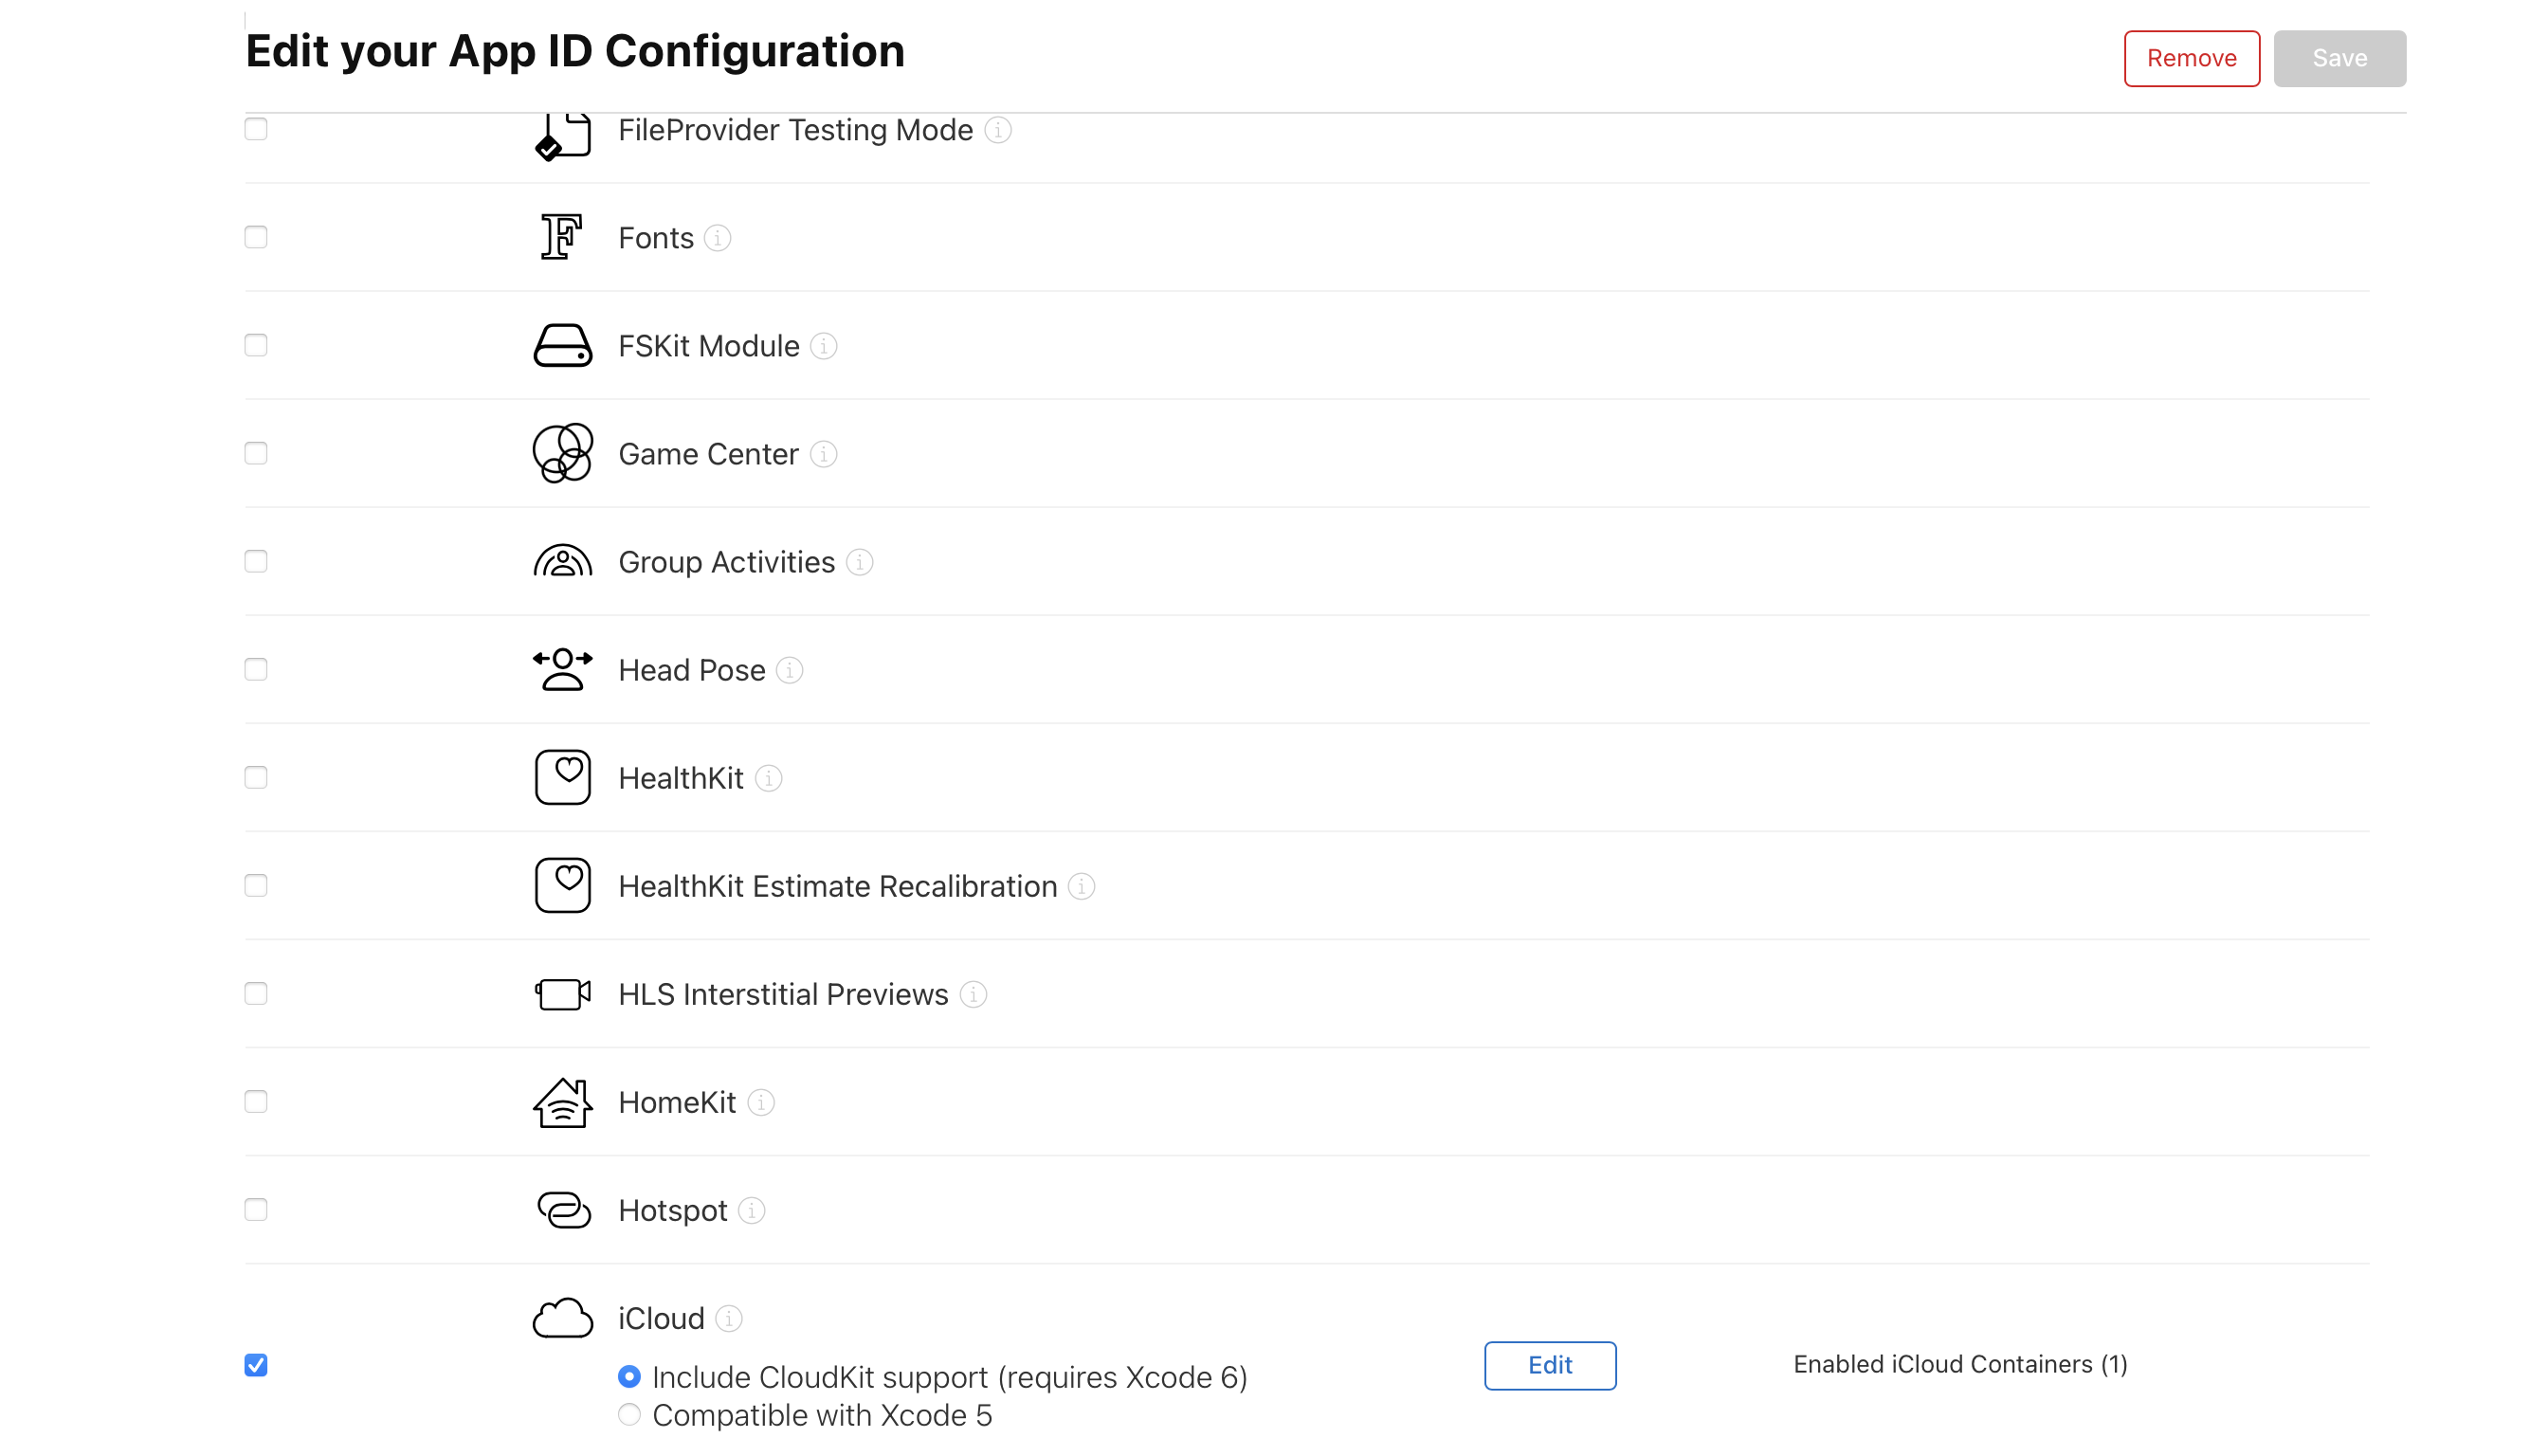 Edit your App ID Configuration
Remove
Save
FileProvider Testing Mode
Fonts
FSKit Module
Game Center
Group Activities
Head Pose
HealthKit
HealthKit Estimate Recalibration
HLS Interstitial Previews
HomeKit
Hotspot
iCloud
Include CloudKit support (requires Xcode 6)
Compatible with Xcode 5
Edit
Enabled iCloud Containers (1)